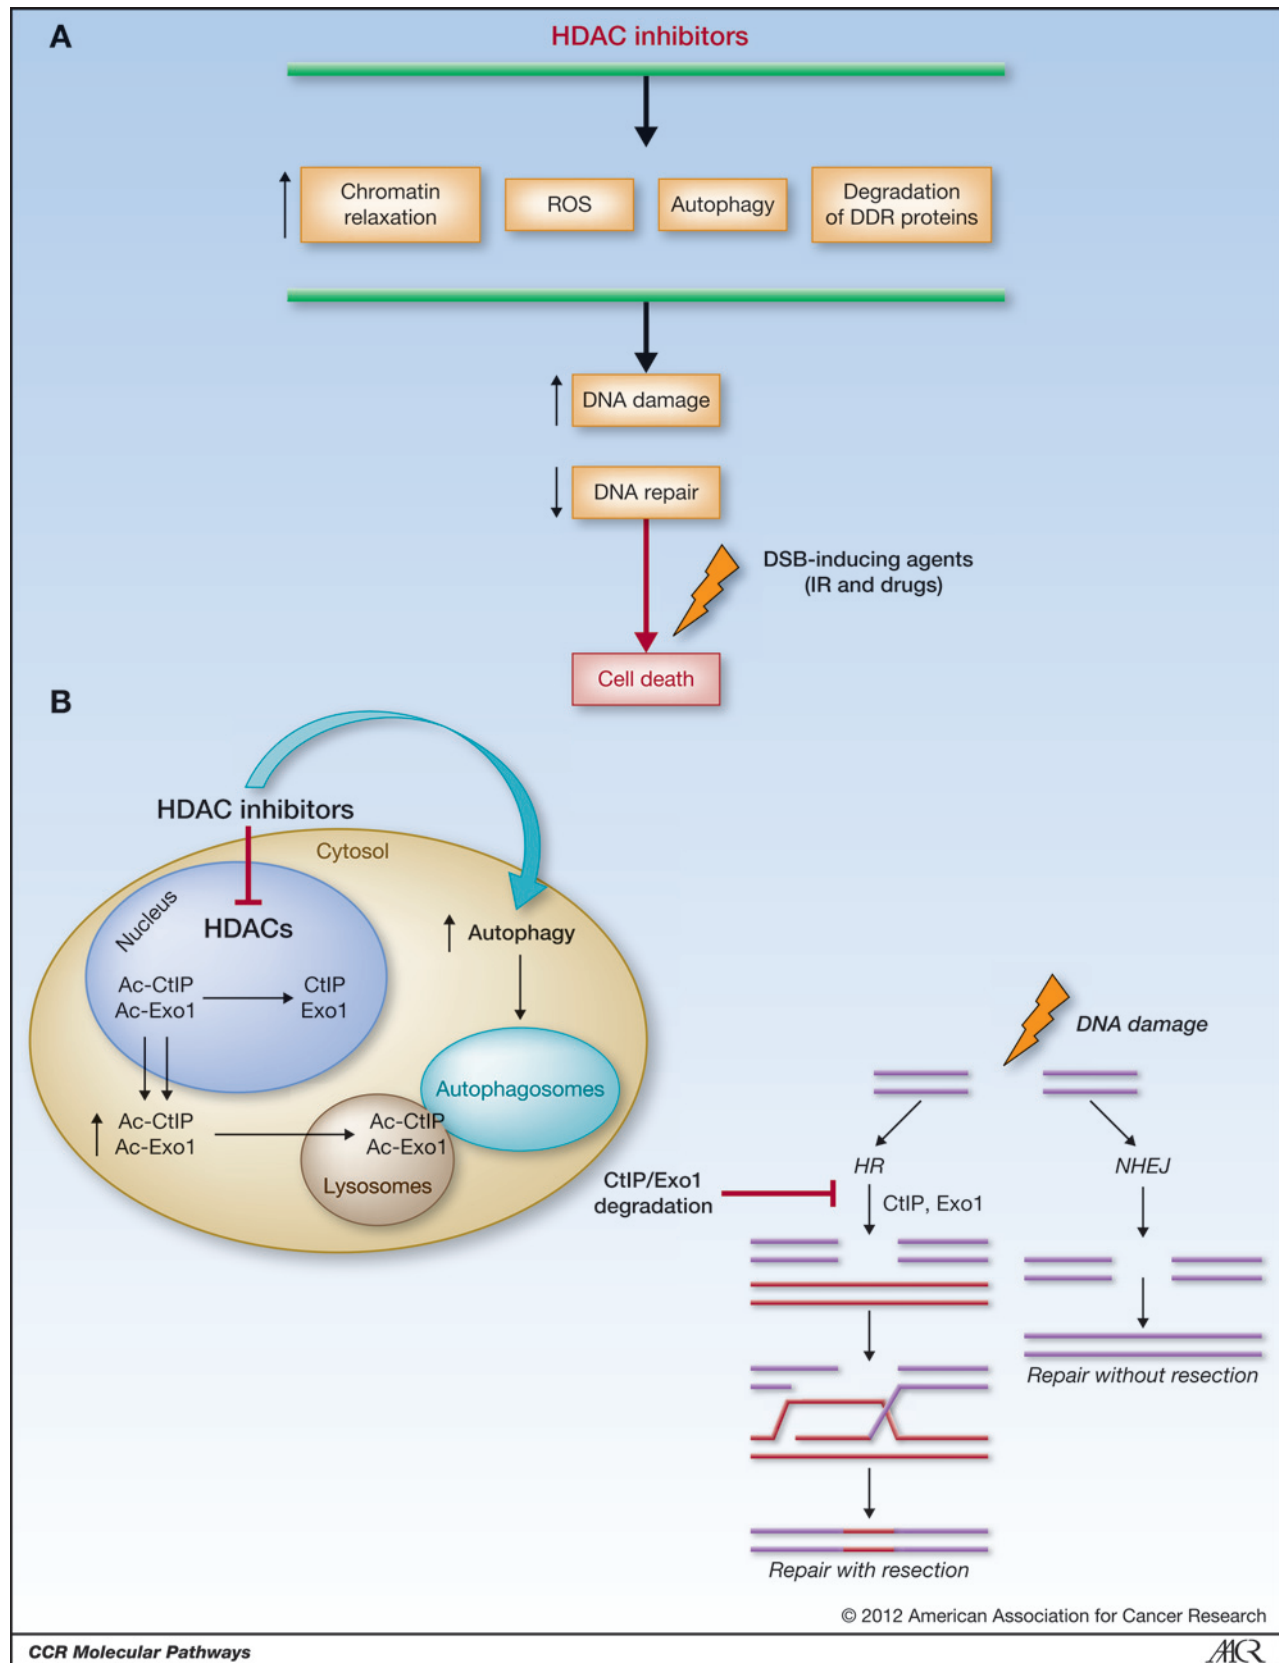 A
HDAC inhibitors
Chromatin
relaxation
ROS
Autophagy
Degradation
of DDR proteins
DNA damage
DNA repair
DSB-inducing agents
(IR and drugs)
Cell death
B
HDAC inhibitors
Cytosol
Nucleus
HDACs
Autophagy
Ac-CtIP
Ac-Exo1
CtIP
Exo1
Autophagosomes
Ac-CtIP
Ac-Exo1
Ac-CtIP
Ac-Exo1
Lysosomes
DNA damage
HR
NHEJ
CtIP/Exo1
degradation
CtIP, Exo1
Repair without resection
Repair with resection
© 2012 American Association for Cancer Research
CCR Molecular Pathways
AACR